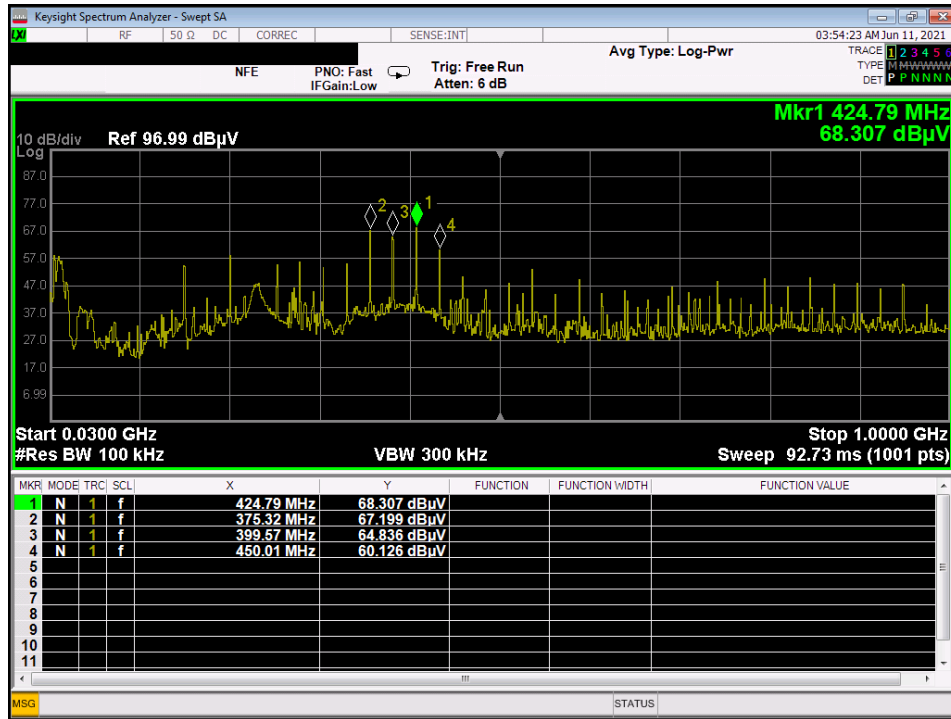 Keysight Spectrum Analyzer - Swept SA
LXI RF 50 Ω DC CORREC SENSE:INT 03:54:23 AM Jun 11, 2021
NFE PNO: Fast IFGain:Low Trig: Free Run Atten: 6 dB Avg Type: Log-Pwr TRACE 1 2 3 4 5 6
TYPE M MWWWWW
DET P P N N N N
Mkr1 424.79 MHz
68.307 dBµV
10 dB/div Ref 96.99 dBµV
Log
87.0
77.0
67.0
57.0
47.0
37.0
27.0
17.0
6.99
2 3 1 4
Start 0.0300 GHz Stop 1.0000 GHz
#Res BW 100 kHz VBW 300 kHz Sweep 92.73 ms (1001 pts)
MKR MODE TRC SCL X Y FUNCTION FUNCTION WIDTH FUNCTION VALUE
1 N 1 f 424.79 MHz 68.307 dBµV
2 N 1 f 375.32 MHz 67.199 dBµV
3 N 1 f 399.57 MHz 64.836 dBµV
4 N 1 f 450.01 MHz 60.126 dBµV
5
6
7
8
9
10
11
MSG STATUS